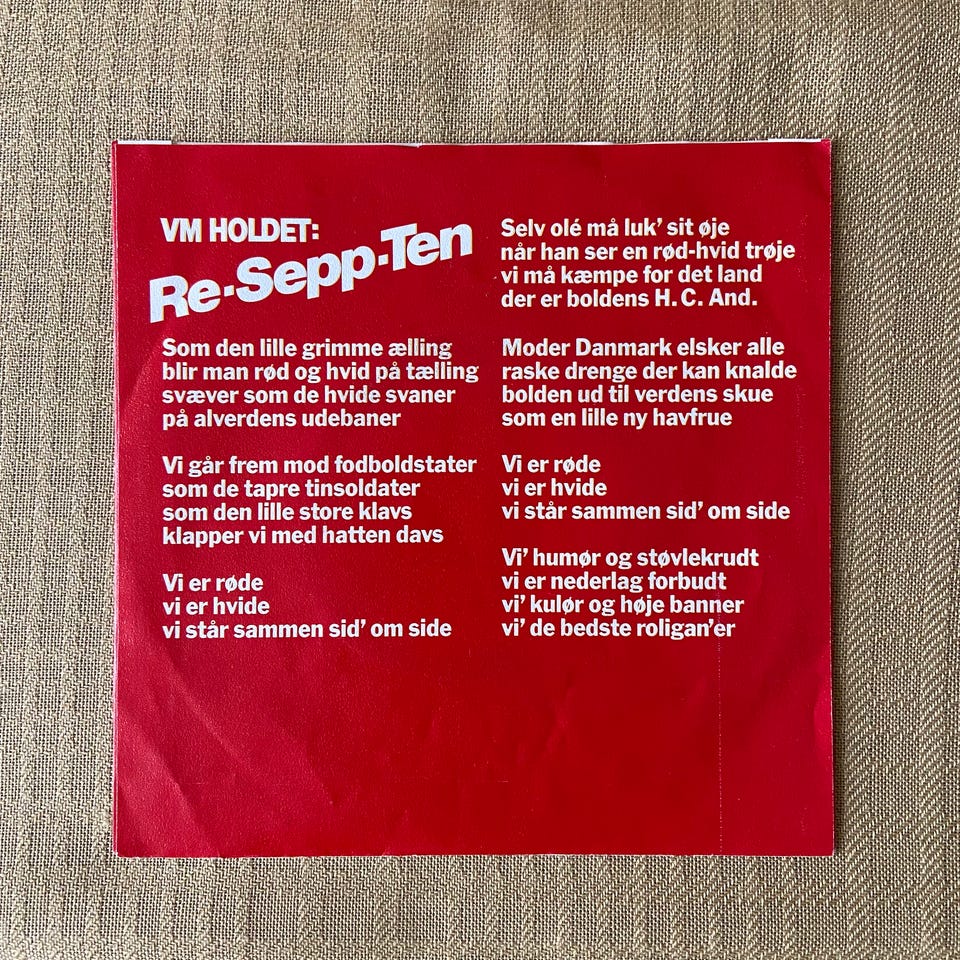 VM HOLDET:
Re-Sepp-Ten
Som den lille grimme ælling
blir man rød og hvid på tælling
svæver som de hvide svaner
på alverdens udebaner
Vi går frem mod fodboldstater
som de tapre tinsoldater
som den lille store klavs
klapper vi med hatten davs
Vi er røde
vi er hvide
vi står sammen sid’ om side
Selv olé må luk’ sit øje
når han ser en rød-hvid trøje
vi må kæmpe for det land
der er boldens H. C. And.
Moder Danmark elsker alle
raske drenge der kan knalde
bolden ud til verdens skue
som en lille ny havfrue
Vi er røde
vi er hvide
vi står sammen sid’ om side
Vi’ humør og støvlekrudt
vi er nederlag forbudt
vi’ kulør og høje banner
vi’ de bedste roligan’er